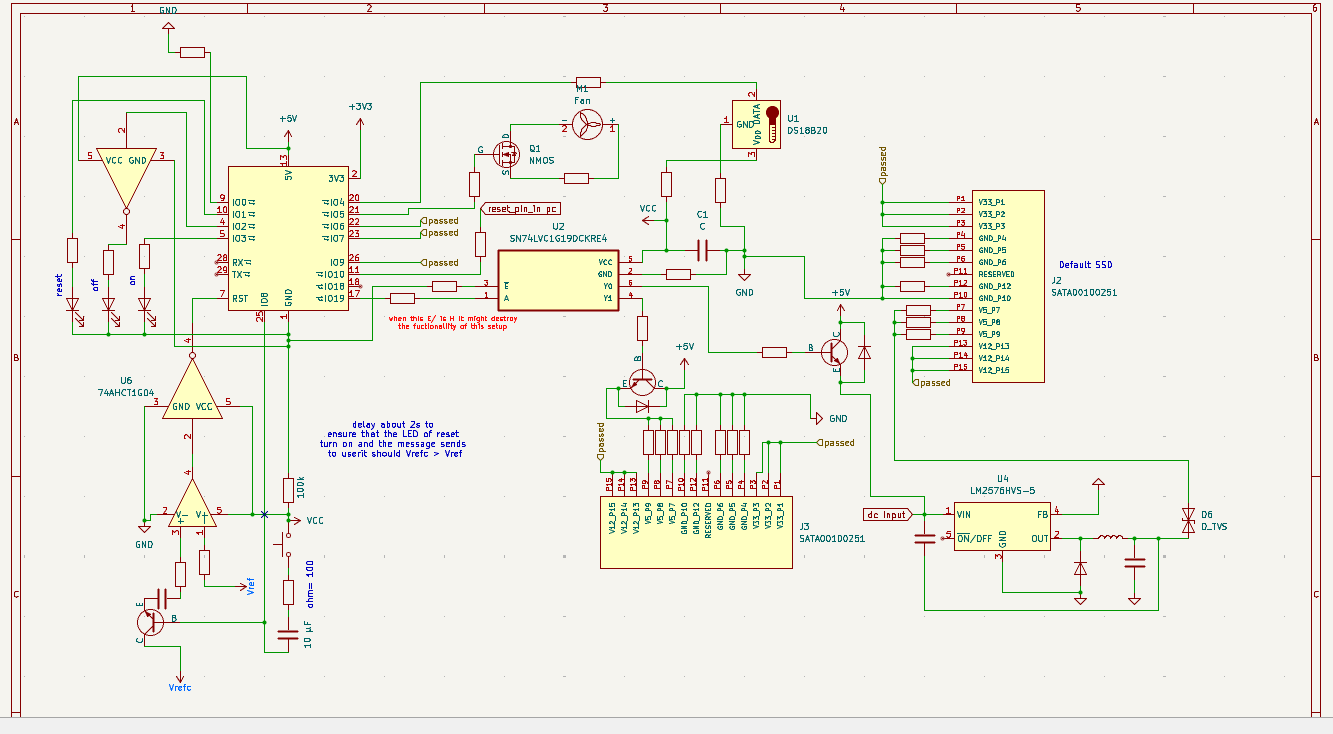 1 2 3 4 5 6
A
B
C
A
B
C
GND
+5V
+3V3
2
5 VCC GND 3
4
reset
off
on
13
5V
3V3 2
9 IO0
10 IO1
4 IO2
5 IO3
28 RX
29 TX
7 RST
IO8
25
GND
1
IO4 20
IO5 21
IO6 22
IO7 23
IO9 26
IO10 11
IO18 18
IO19 17
passed
passed
passed
M1
Fan
- 2
+ 1
G
D
S
Q1
NMOS
reset_pin_in pc
U2
SN74LVC1G19DCKRE4
3 E
1 A
VCC 5
GND 2
Y0 6
Y1 4
when this E/ is H it might destroy
the fuctionallity of this setup
2
DATA
1 GND
VDD
3
U1
DS18B20
VCC
C1
C
GND
passed
P1 V33_P1
P2 V33_P2
P3 V33_P3
P4 GND_P4
P5 GND_P5
P6 GND_P6
P11 RESERVED
P12 GND_P12
P10 GND_P10
P7 V5_P7
P8 V5_P8
P9 V5_P9
P13 V12_P13
P14 V12_P14
P15 V12_P15
passed
Default SSD
J2
SATA00100251
+5V
B
C
E
+5V
B
E
C
GND
passed
passed
P15 V12_P15
P14 V12_P14
P13 V12_P13
P9 V5_P9
P8 V5_P8
P7 V5_P7
P10 GND_P10
P12 GND_P12
P11 RESERVED
P6 GND_P6
P5 GND_P5
P4 GND_P4
P3 V33_P3
P2 V33_P2
P1 V33_P1
J3
SATA00100251
4
U6
74AHCT1G04
3 GND VCC 5
2
delay about 2s to
ensure that the LED of reset
turn on and the message sends
to userit should Vrefc > Vref
4
2 V- V+ 5
+ -
3 1
GND
100k
VCC
ohm= 100
10 µF
Vref
E
B
C
Vrefc
dc input
U4
LM2576HVS-5
1 VIN
5 ON/OFF
GND
3
FB 4
OUT 2
D6
D_TVS